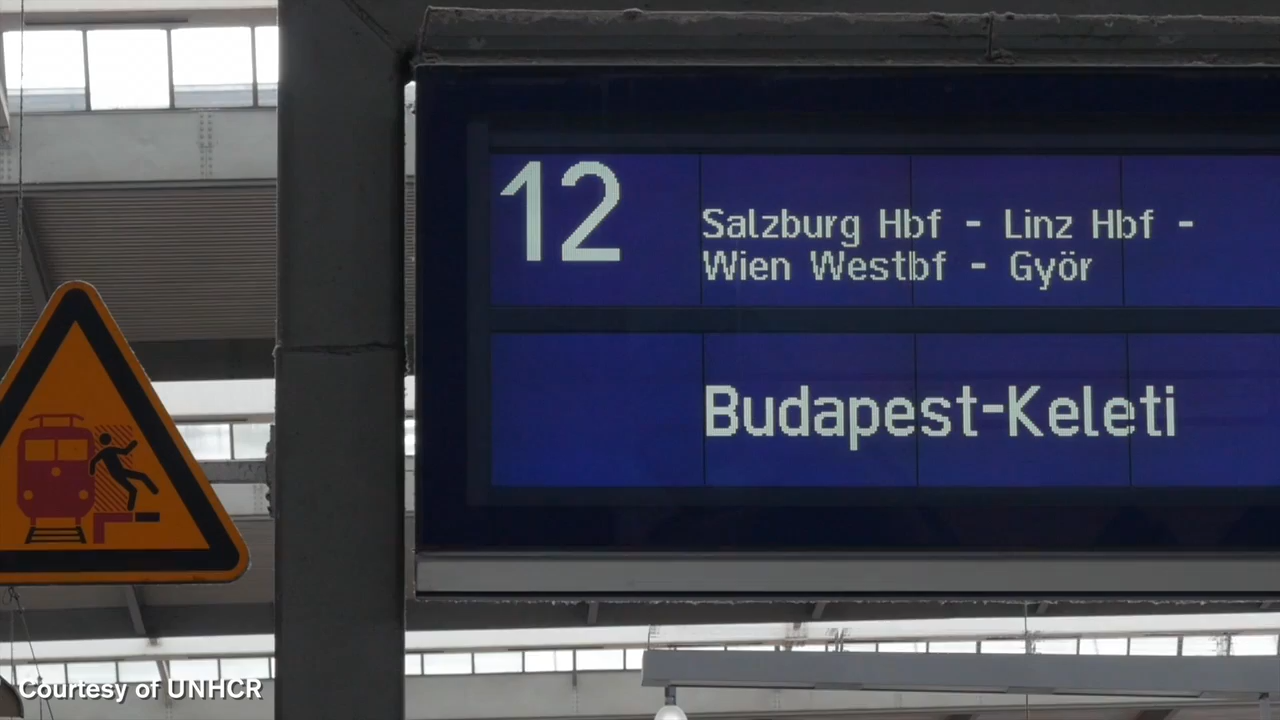 12
Salzburg Hbf - Linz Hbf -
Wien Westbf - Györ
Budapest-Keleti
Courtesy of UNHCR